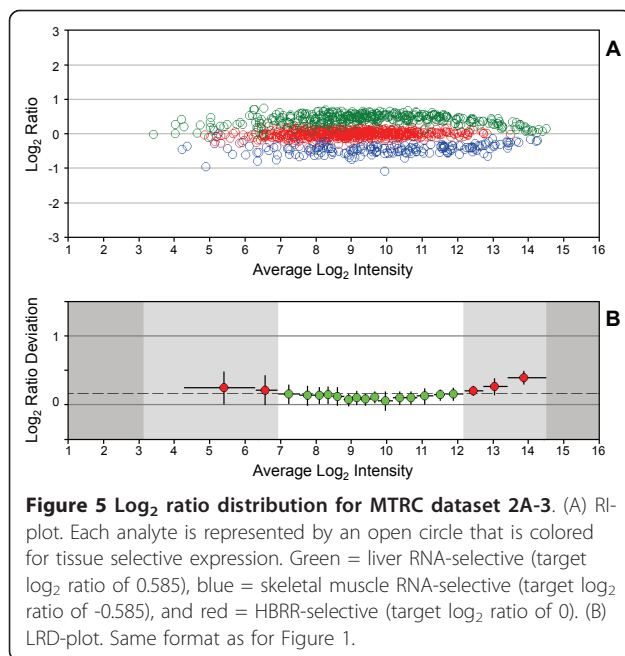 3
2
1
0
-1
-2
-3
Log2 Ratio
A
1 2 3 4 5 6 7 8 9 10 11 12 13 14 15 16
Average Log2 Intensity
1
0
Log2 Ratio Deviation
B
1 2 3 4 5 6 7 8 9 10 11 12 13 14 15 16
Average Log2 Intensity
Figure 5 Log2 ratio distribution for MTRC dataset 2A-3. (A) RI-
plot. Each analyte is represented by an open circle that is colored
for tissue selective expression. Green = liver RNA-selective (target
log2 ratio of 0.585), blue = skeletal muscle RNA-selective (target log2
ratio of -0.585), and red = HBRR-selective (target log2 ratio of 0). (B)
LRD-plot. Same format as for Figure 1.